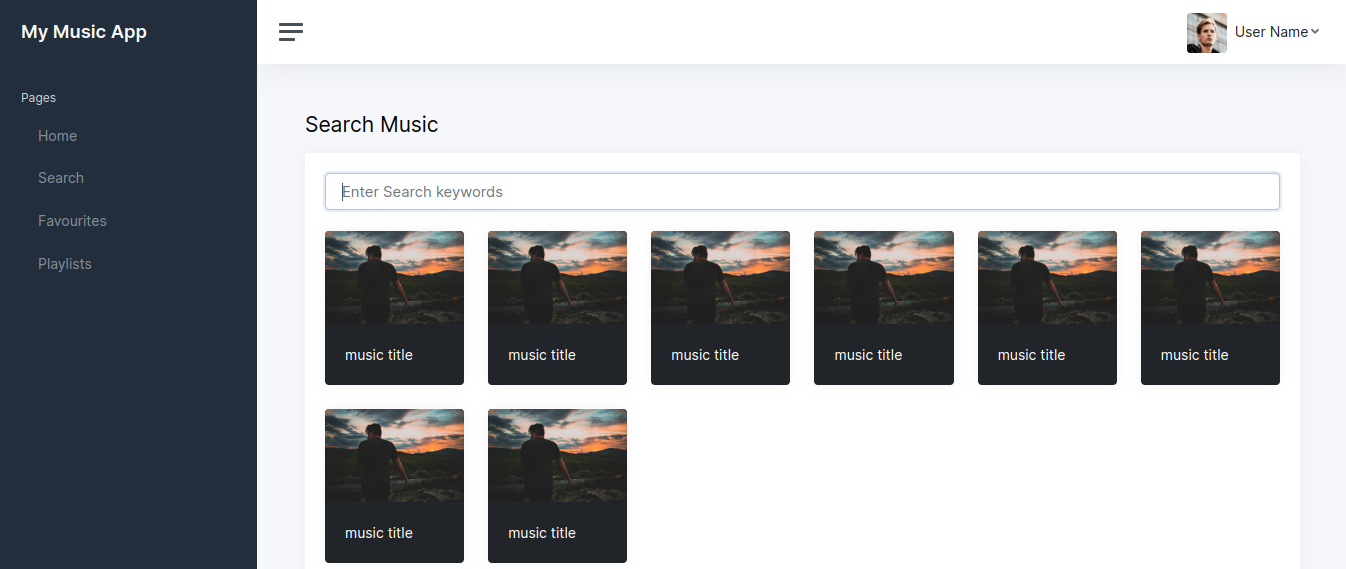 My Music App
User Name
Pages
Home
Search
Favourites
Playlists
Search Music
Enter Search keywords
music title
music title
music title
music title
music title
music title
music title
music title